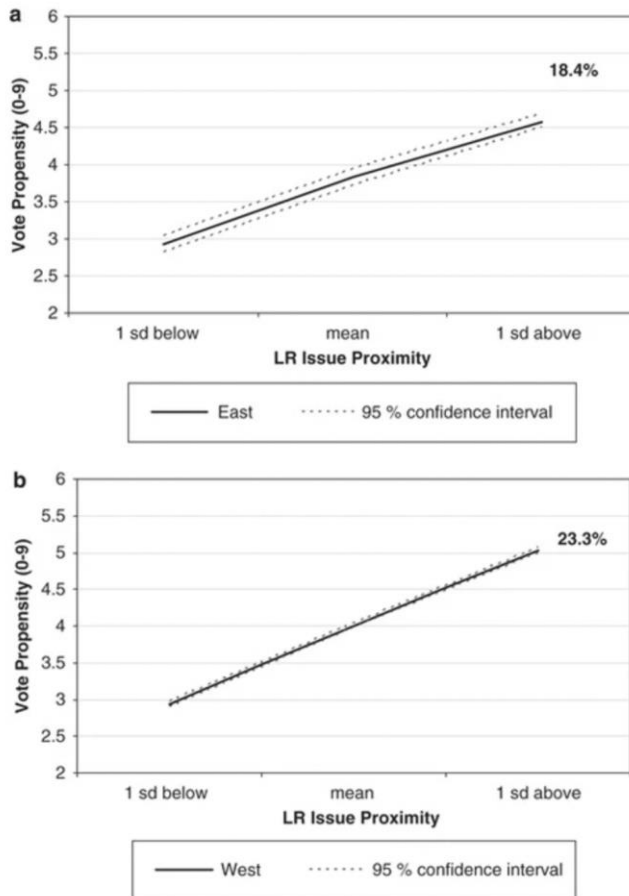 a
6
5.5
5
4.5
4
3.5
3
2.5
2
Vote Propensity (0-9)
18.4%
1 sd below mean 1 sd above
LR Issue Proximity
East 95 % confidence interval
b
6
5.5
5
4.5
4
3.5
3
2.5
2
Vote Propensity (0-9)
23.3%
1 sd below mean 1 sd above
LR Issue Proximity
West 95 % confidence interval